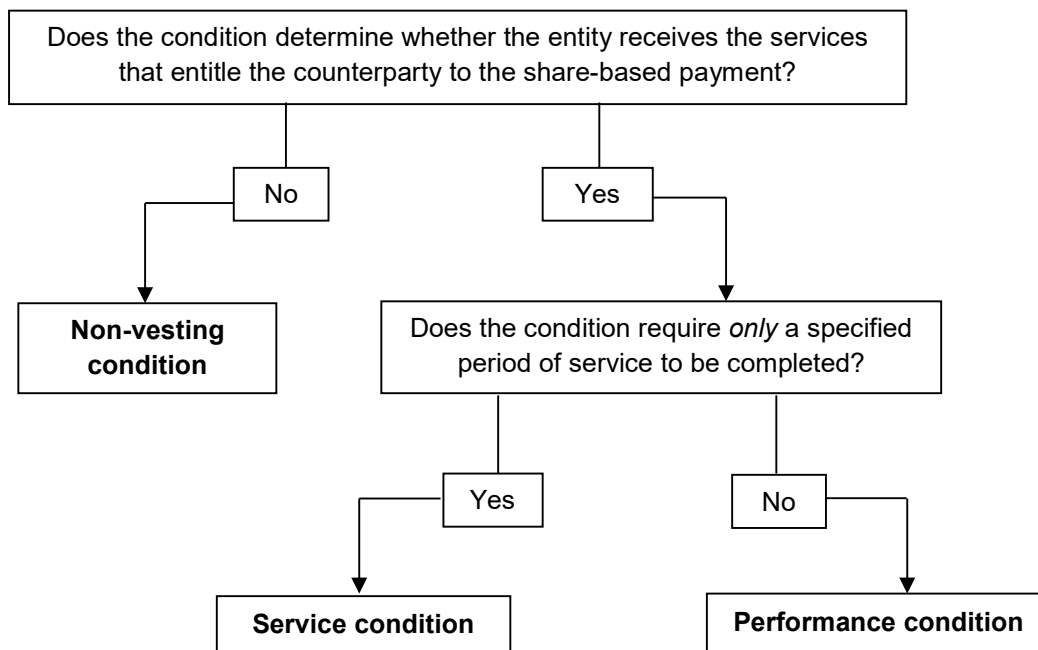 Does the condition determine whether the entity receives the services
that entitle the counterparty to the share-based payment?
No
Yes
Non-vesting
condition
Does the condition require only a specified
period of service to be completed?
Yes
No
Service condition
Performance condition